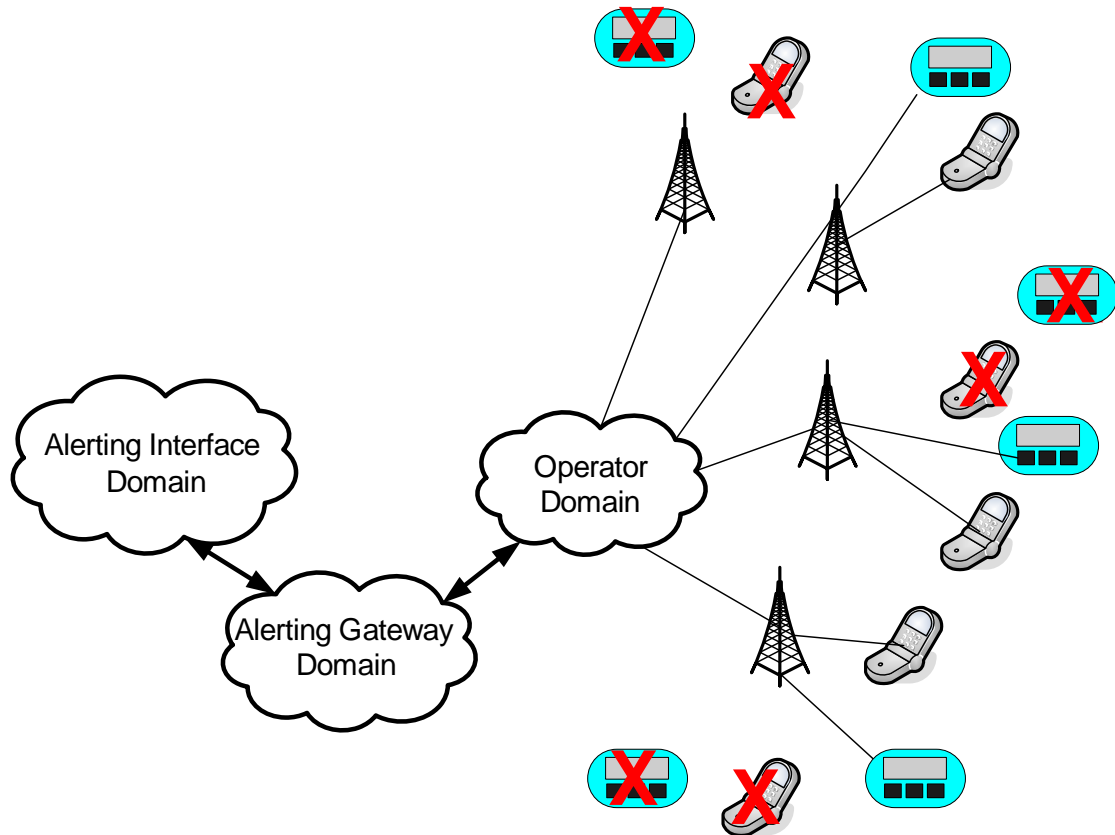 Alerting Interface
Domain
Operator
Domain
Alerting Gateway
Domain